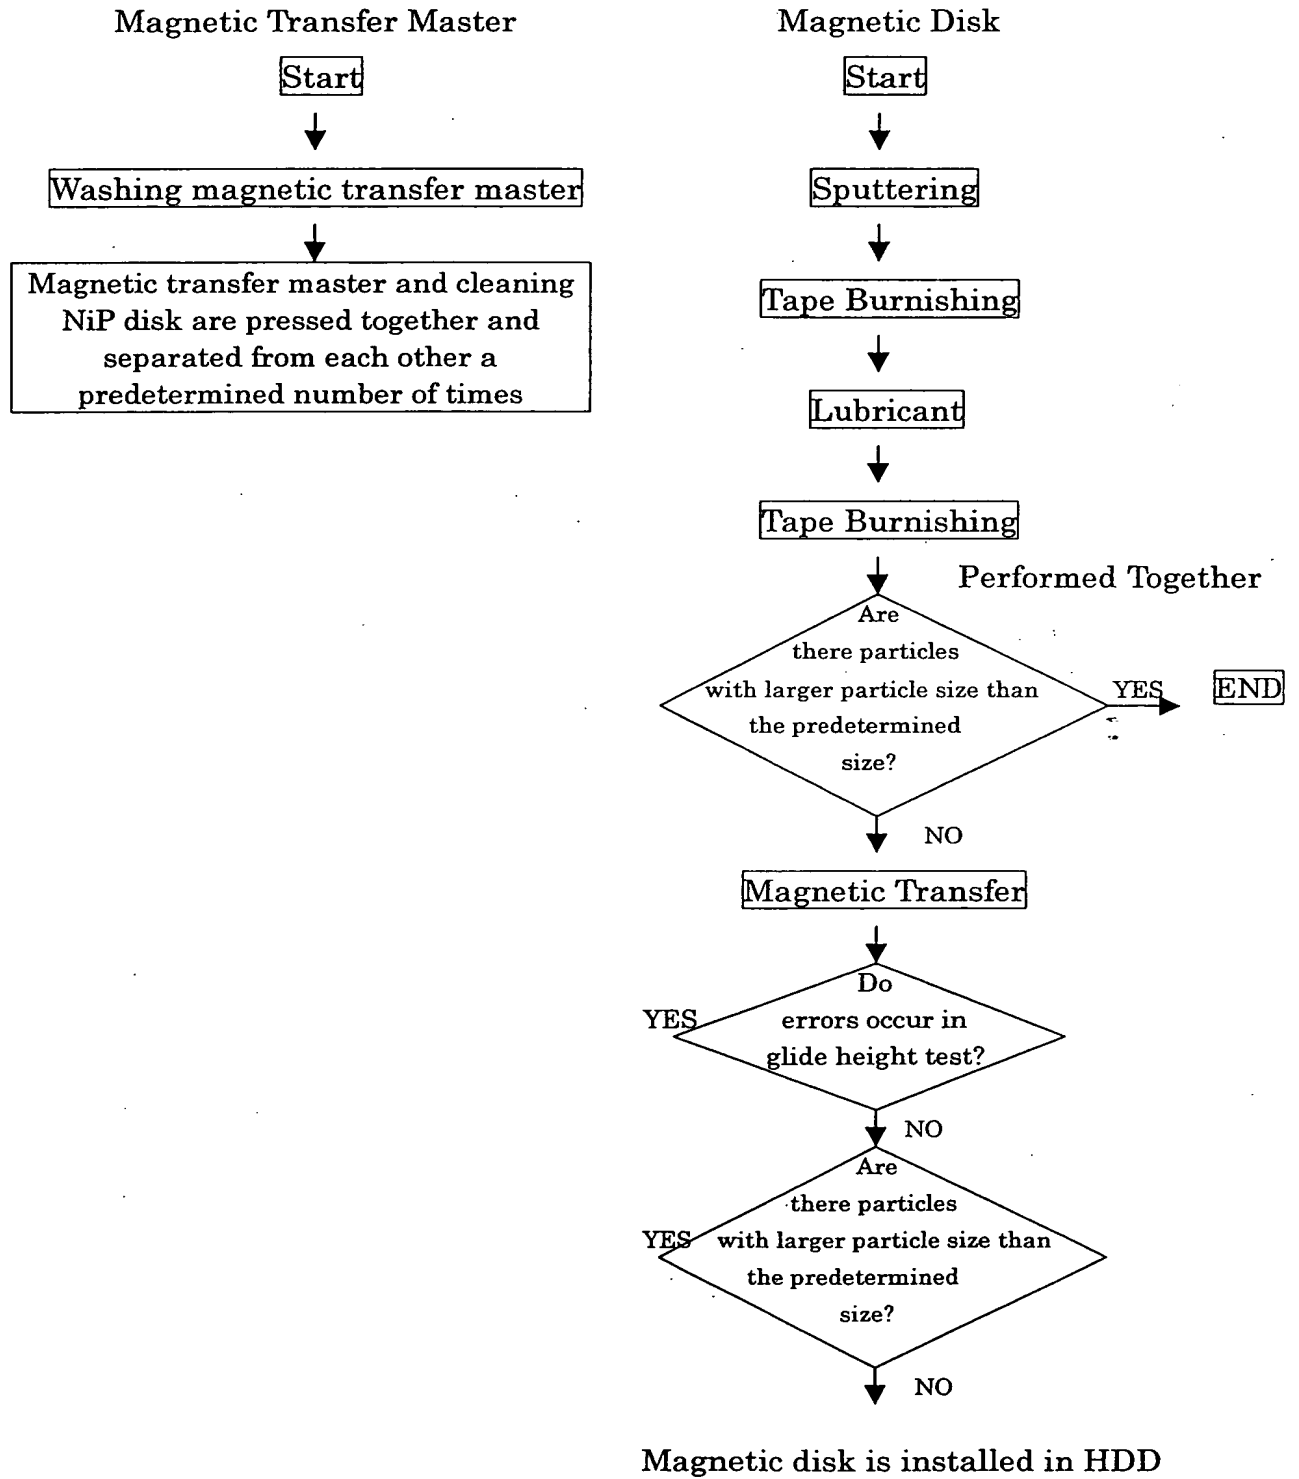 Magnetic Transfer Master
Start
Washing magnetic transfer master
Magnetic transfer master and cleaning
NiP disk are pressed together and
separated from each other a
predetermined number of times
Magnetic Disk
Start
Sputtering
Tape Burnishing
Lubricant
Tape Burnishing
Performed Together
Are
there particles
with larger particle size than
the predetermined
size?
YES
END
NO
Magnetic Transfer
Do
errors occur in
glide height test?
YES
NO
Are
there particles
with larger particle size than
the predetermined
size?
YES
NO
Magnetic disk is installed in HDD